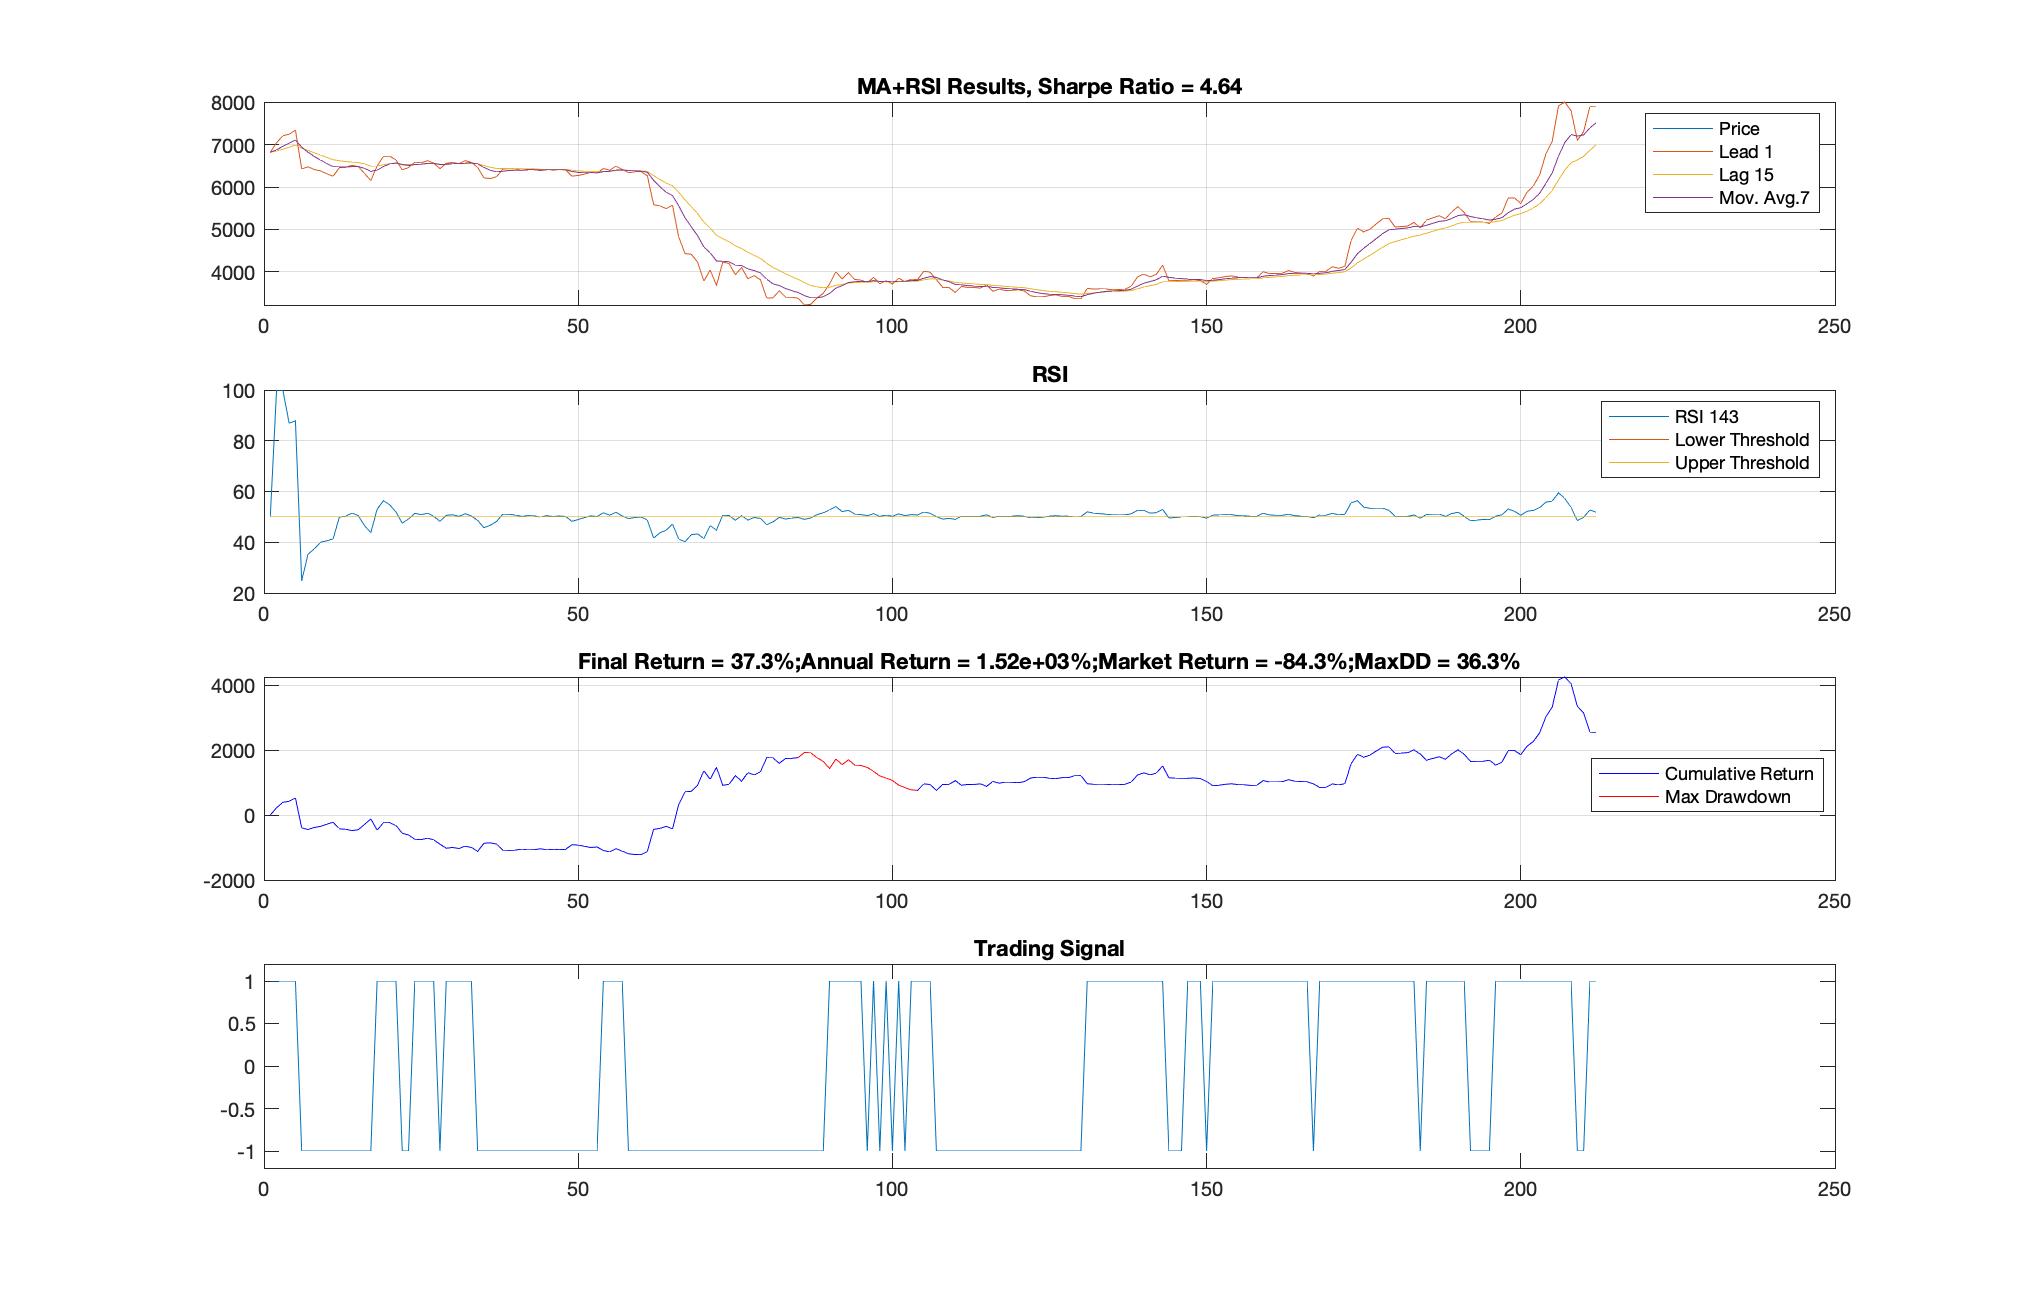 MA+RSI Results, Sharpe Ratio = 4.64
8000
7000
6000
5000
4000
Price
Lead 1
Lag 15
Mov. Avg.7
0 50 100 150 200 250
RSI
100
80
60
40
20
RSI 143
Lower Threshold
Upper Threshold
0 50 100 150 200 250
Final Return = 37.3%;Annual Return = 1.52e+03%;Market Return = -84.3%;MaxDD = 36.3%
4000
2000
0
-2000
Cumulative Return
Max Drawdown
0 50 100 150 200 250
Trading Signal
1
0.5
0
-0.5
-1
0 50 100 150 200 250